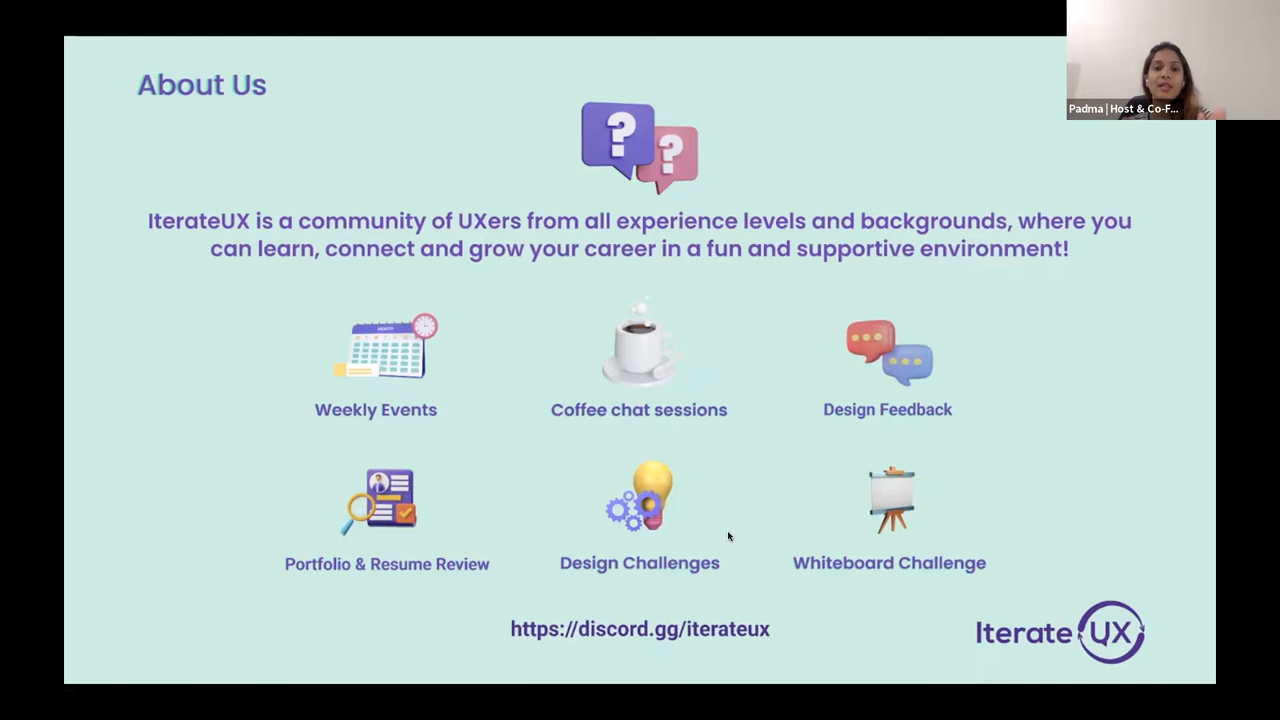 About Us
Padma | Host & Co-F...
? ?
IterateUX is a community of UXers from all experience levels and backgrounds, where you
can learn, connect and grow your career in a fun and supportive environment!
Weekly Events
Coffee chat sessions
Design Feedback
Portfolio & Resume Review
Design Challenges
Whiteboard Challenge
https://discord.gg/iterateux
Iterate UX